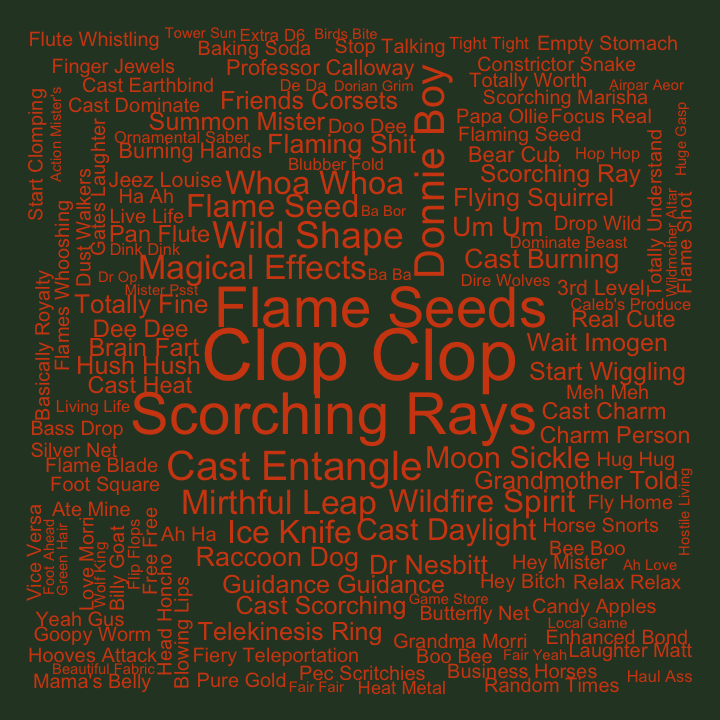 Flute Whistling
Tower Sun
Extra D6
Birds Bite
Baking Soda
Stop Talking
Tight Tight
Empty Stomach
Finger Jewels
Professor Calloway
Constrictor Snake
Cast Earthbind
De Da
Dorian Grim
Totally Worth
Airpar Aeor
Cast Dominate
Friends Corsets
Scorching Marisha
Start Clomping
Action Mister's
Summon Mister
Doo Dee
Donnie Boy
Papa Ollie
Focus Real
Huge Gasp
Ornamental Saber
Flaming Shit
Flaming Seed
Burning Hands
Blubber Fold
Bear Cub
Hop Hop
Gates Laughter
Dust Walkers
Jeez Louise
Whoa Whoa
Scorching Ray
Totally Understand
Wildmother Altar
Flame Shot
Ha Ah
Flame Seed
Ba Bor
Flying Squirrel
Live Life
Pan Flute
Wild Shape
Um Um
Drop Wild
Dink Dink
Dominate Beast
Flames Whooshing
Basically Royalty
Dr Op
Magical Effects
Ba Ba
Cast Burning
Mister Psst
Dire Wolves
3rd Level
Totally Fine
Flame Seeds
Caleb's Produce
Dee Dee
Real Cute
Brain Fart
Clop Clop
Wait Imogen
Hush Hush
Start Wiggling
Cast Heat
Meh Meh
Living Life
Scorching Rays
Cast Charm
Bass Drop
Charm Person
Silver Net
Flame Blade
Cast Entangle
Moon Sickle
Hug Hug
Foot Square
Grandmother Told
Hostile Living
Ate Mine
Mirthful Leap
Wildfire Spirit
Fly Home
Vice Versa
Foot Ahead
Green Hair
Love Morri
Wolf King
Billy Goat
Flip Flops
Free Free
Ah Ha
Ice Knife
Cast Daylight
Horse Snorts
Raccoon Dog
Dr Nesbitt
Bee Boo
Hey Mister
Ah Love
Head Honcho
Blowing Lips
Guidance Guidance
Hey Bitch
Relax Relax
Cast Scorching
Game Store
Butterfly Net
Candy Apples
Yeah Gus
Local Game
Goopy Worm
Telekinesis Ring
Grandma Morri
Enhanced Bond
Hooves Attack
Fiery Teleportation
Boo Bee
Fair Yeah
Laughter Matt
Beautiful Fabric
Pec Scritchies
Business Horses
Mama's Belly
Pure Gold
Fair Fair
Heat Metal
Random Times
Haul Ass